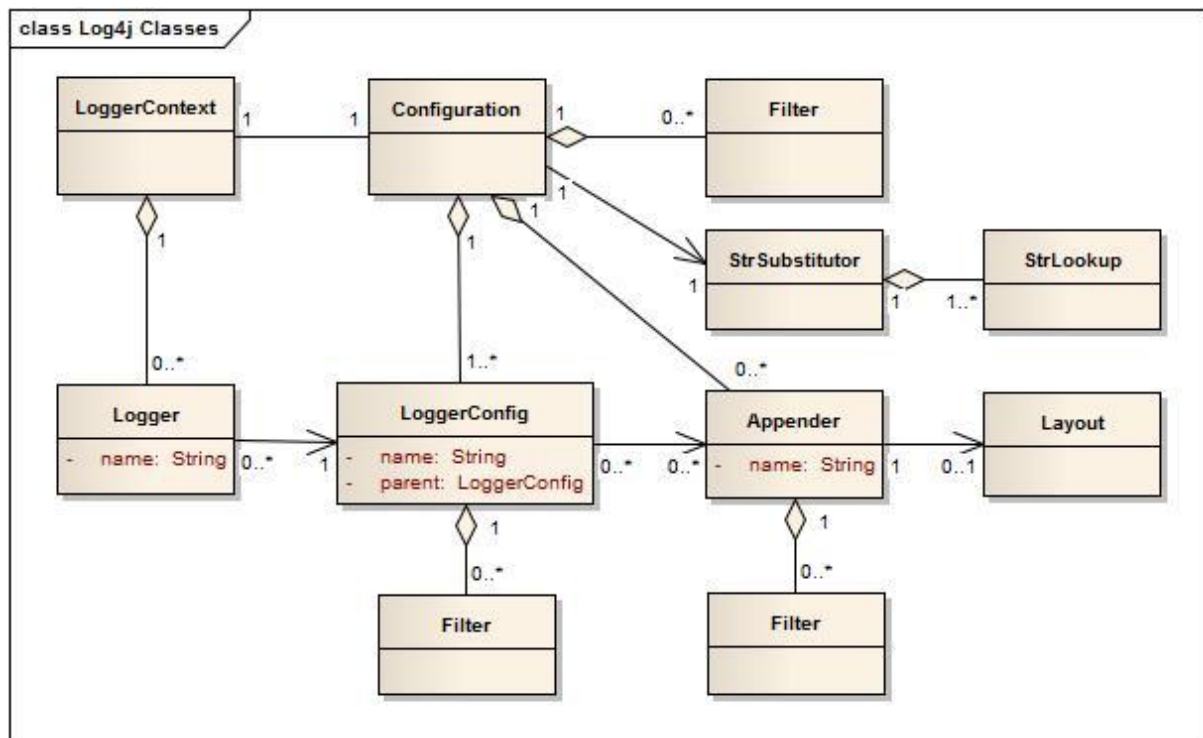 class Log4j Classes
LoggerContext
Configuration
Filter
1
1
1
0..*
1
1
1
1
StrSubstitutor
StrLookup
1
1
1..*
0..*
1..*
0..*
Logger
LoggerConfig
Appender
Layout
- name: String
- name: String
- name: String
- parent: LoggerConfig
0..*
1
0..*
0..*
1
0..1
1
1
0..*
0..*
Filter
Filter